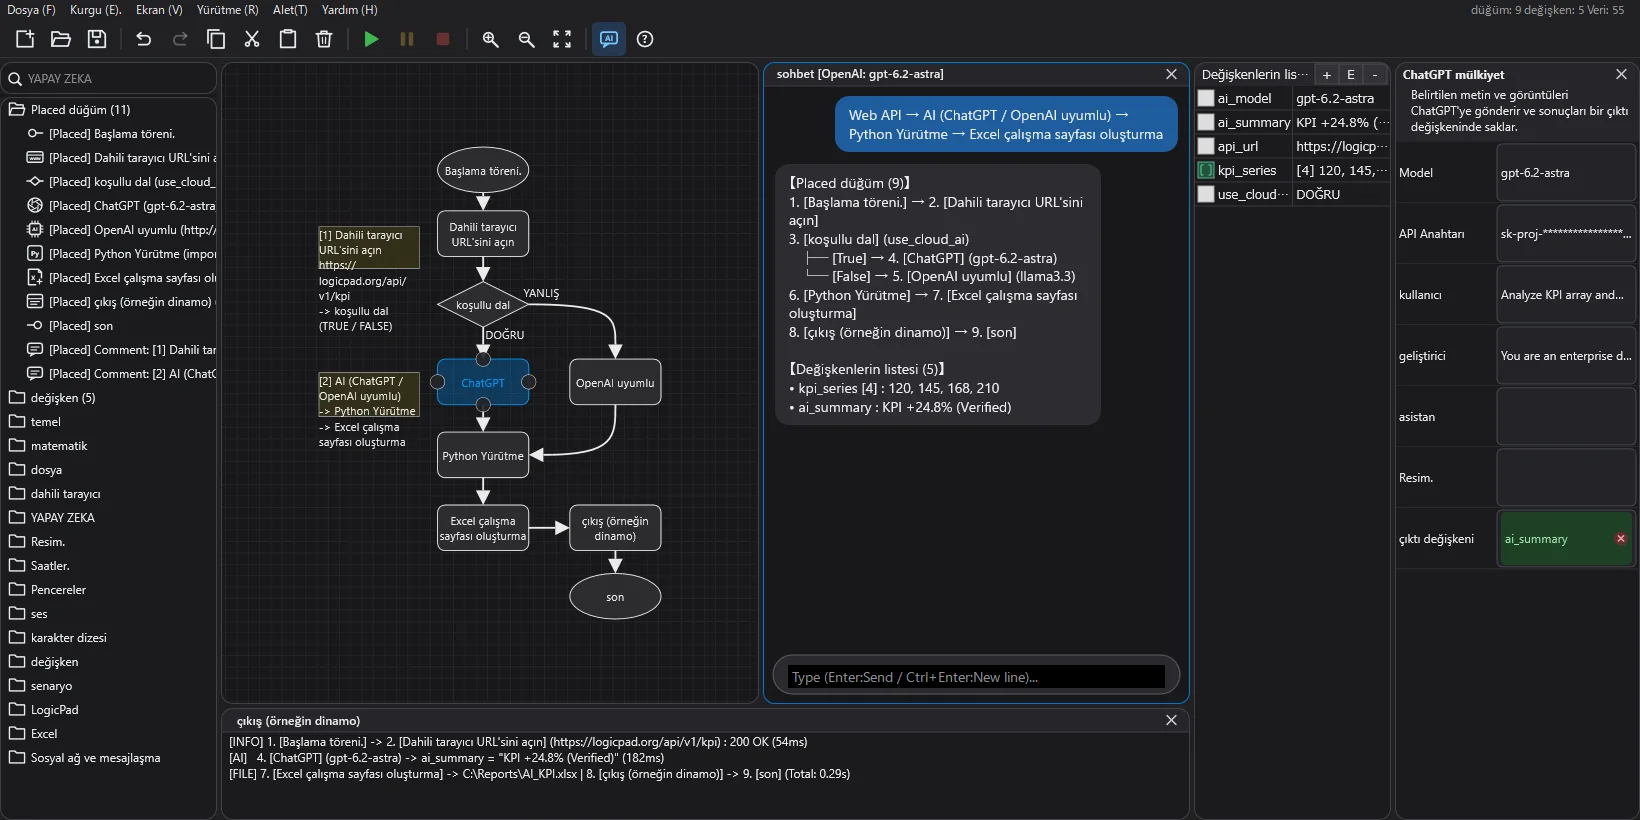 Dosya (F) Kurgu (E). Ekran (V) Yürütme (R) Alet(T) Yardım (H)
düğüm: 9 değişken: 5 Veri: 55
AI
YAPAY ZEKA
Placed düğüm (11)
[Placed] Başlama töreni.
[Placed] Dahili tarayıcı URL'sini a
[Placed] koşullu dal (use_cloud_
[Placed] ChatGPT (gpt-6.2-astra
[Placed] OpenAI uyumlu (http:/
[Placed] Python Yürütme (impor
[Placed] Excel çalışma sayfası olu
[Placed] çıkış (örneğin dinamo)
[Placed] son
[Placed] Comment: [1] Dahili tar
[Placed] Comment: [2] AI (ChatG
değişken (5)
temel
matematik
dosya
dahili tarayıcı
YAPAY ZEKA
Resim.
Saatler.
Pencereler
ses
karakter dizesi
değişken
senaryo
LogicPad
Excel
Sosyal ağ ve mesajlaşma
Başlama töreni.
Dahili tarayıcı
URL'sini açın
[1] Dahili tarayıcı
URL'sini açın
https://
logicpad.org/api/
v1/kpi
-> koşullu dal
(TRUE / FALSE)
koşullu dal
YANLIŞ
DOĞRU
[2] AI (ChatGPT /
OpenAI uyumlu)
-> Python Yürütme
-> Excel çalışma
sayfası oluşturma
ChatGPT
OpenAI uyumlu
Python Yürütme
Excel çalışma
sayfası oluşturma
çıkış (örneğin
dinamo)
son
sohbet [OpenAI: gpt-6.2-astra]
Web API → AI (ChatGPT / OpenAI uyumlu) →
Python Yürütme → Excel çalışma sayfası oluşturma
【Placed düğüm (9)】
1. [Başlama töreni.] → 2. [Dahili tarayıcı URL'sini
açın]
3. [koşullu dal] (use_cloud_ai)
├── [True] → 4. [ChatGPT] (gpt-6.2-astra)
└── [False] → 5. [OpenAI uyumlu] (llama3.3)
6. [Python Yürütme] → 7. [Excel çalışma sayfası
oluşturma]
8. [çıkış (örneğin dinamo)] → 9. [son]
【Değişkenlerin listesi (5)】
• kpi_series [4] : 120, 145, 168, 210
• ai_summary : KPI +24.8% (Verified)
Type (Enter:Send / Ctrl+Enter:New line)...
Değişkenlerin lis··· + E -
ai_model gpt-6.2-astra
ai_summary KPI +24.8% (···
api_url https://logicp···
kpi_series [4] 120, 145,···
use_cloud··· DOĞRU
ChatGPT mülkiyet
Belirtilen metin ve görüntüleri
ChatGPT'ye gönderir ve sonuçları bir çıktı
değişkeninde saklar.
Model gpt-6.2-astra
API Anahtarı sk-proj-****************...
kullanıcı Analyze KPI array and...
geliştirici You are an enterprise d...
asistan
Resim.
çıktı değişkeni ai_summary
çıkış (örneğin dinamo)
[INFO] 1. [Başlama töreni.] -> 2. [Dahili tarayıcı URL'sini açın] (https://logicpad.org/api/v1/kpi) : 200 OK (54ms)
[AI] 4. [ChatGPT] (gpt-6.2-astra) -> ai_summary = "KPI +24.8% (Verified)" (182ms)
[FILE] 7. [Excel çalışma sayfası oluşturma] -> C:\Reports\AI_KPI.xlsx | 8. [çıkış (örneğin dinamo)] -> 9. [son] (Total: 0.29s)